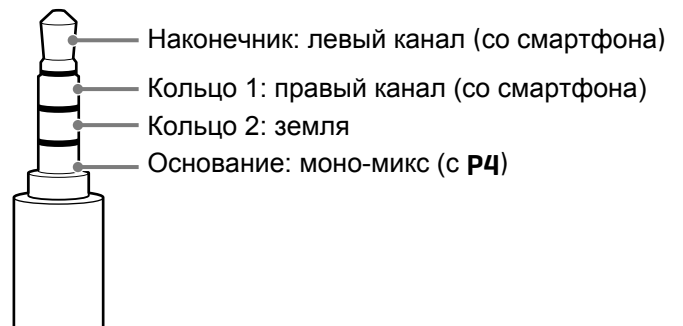 Наконечник: левый канал (со смартфона)
Кольцо 1: правый канал (со смартфона)
Кольцо 2: земля
Основание: моно-микс (с P4)